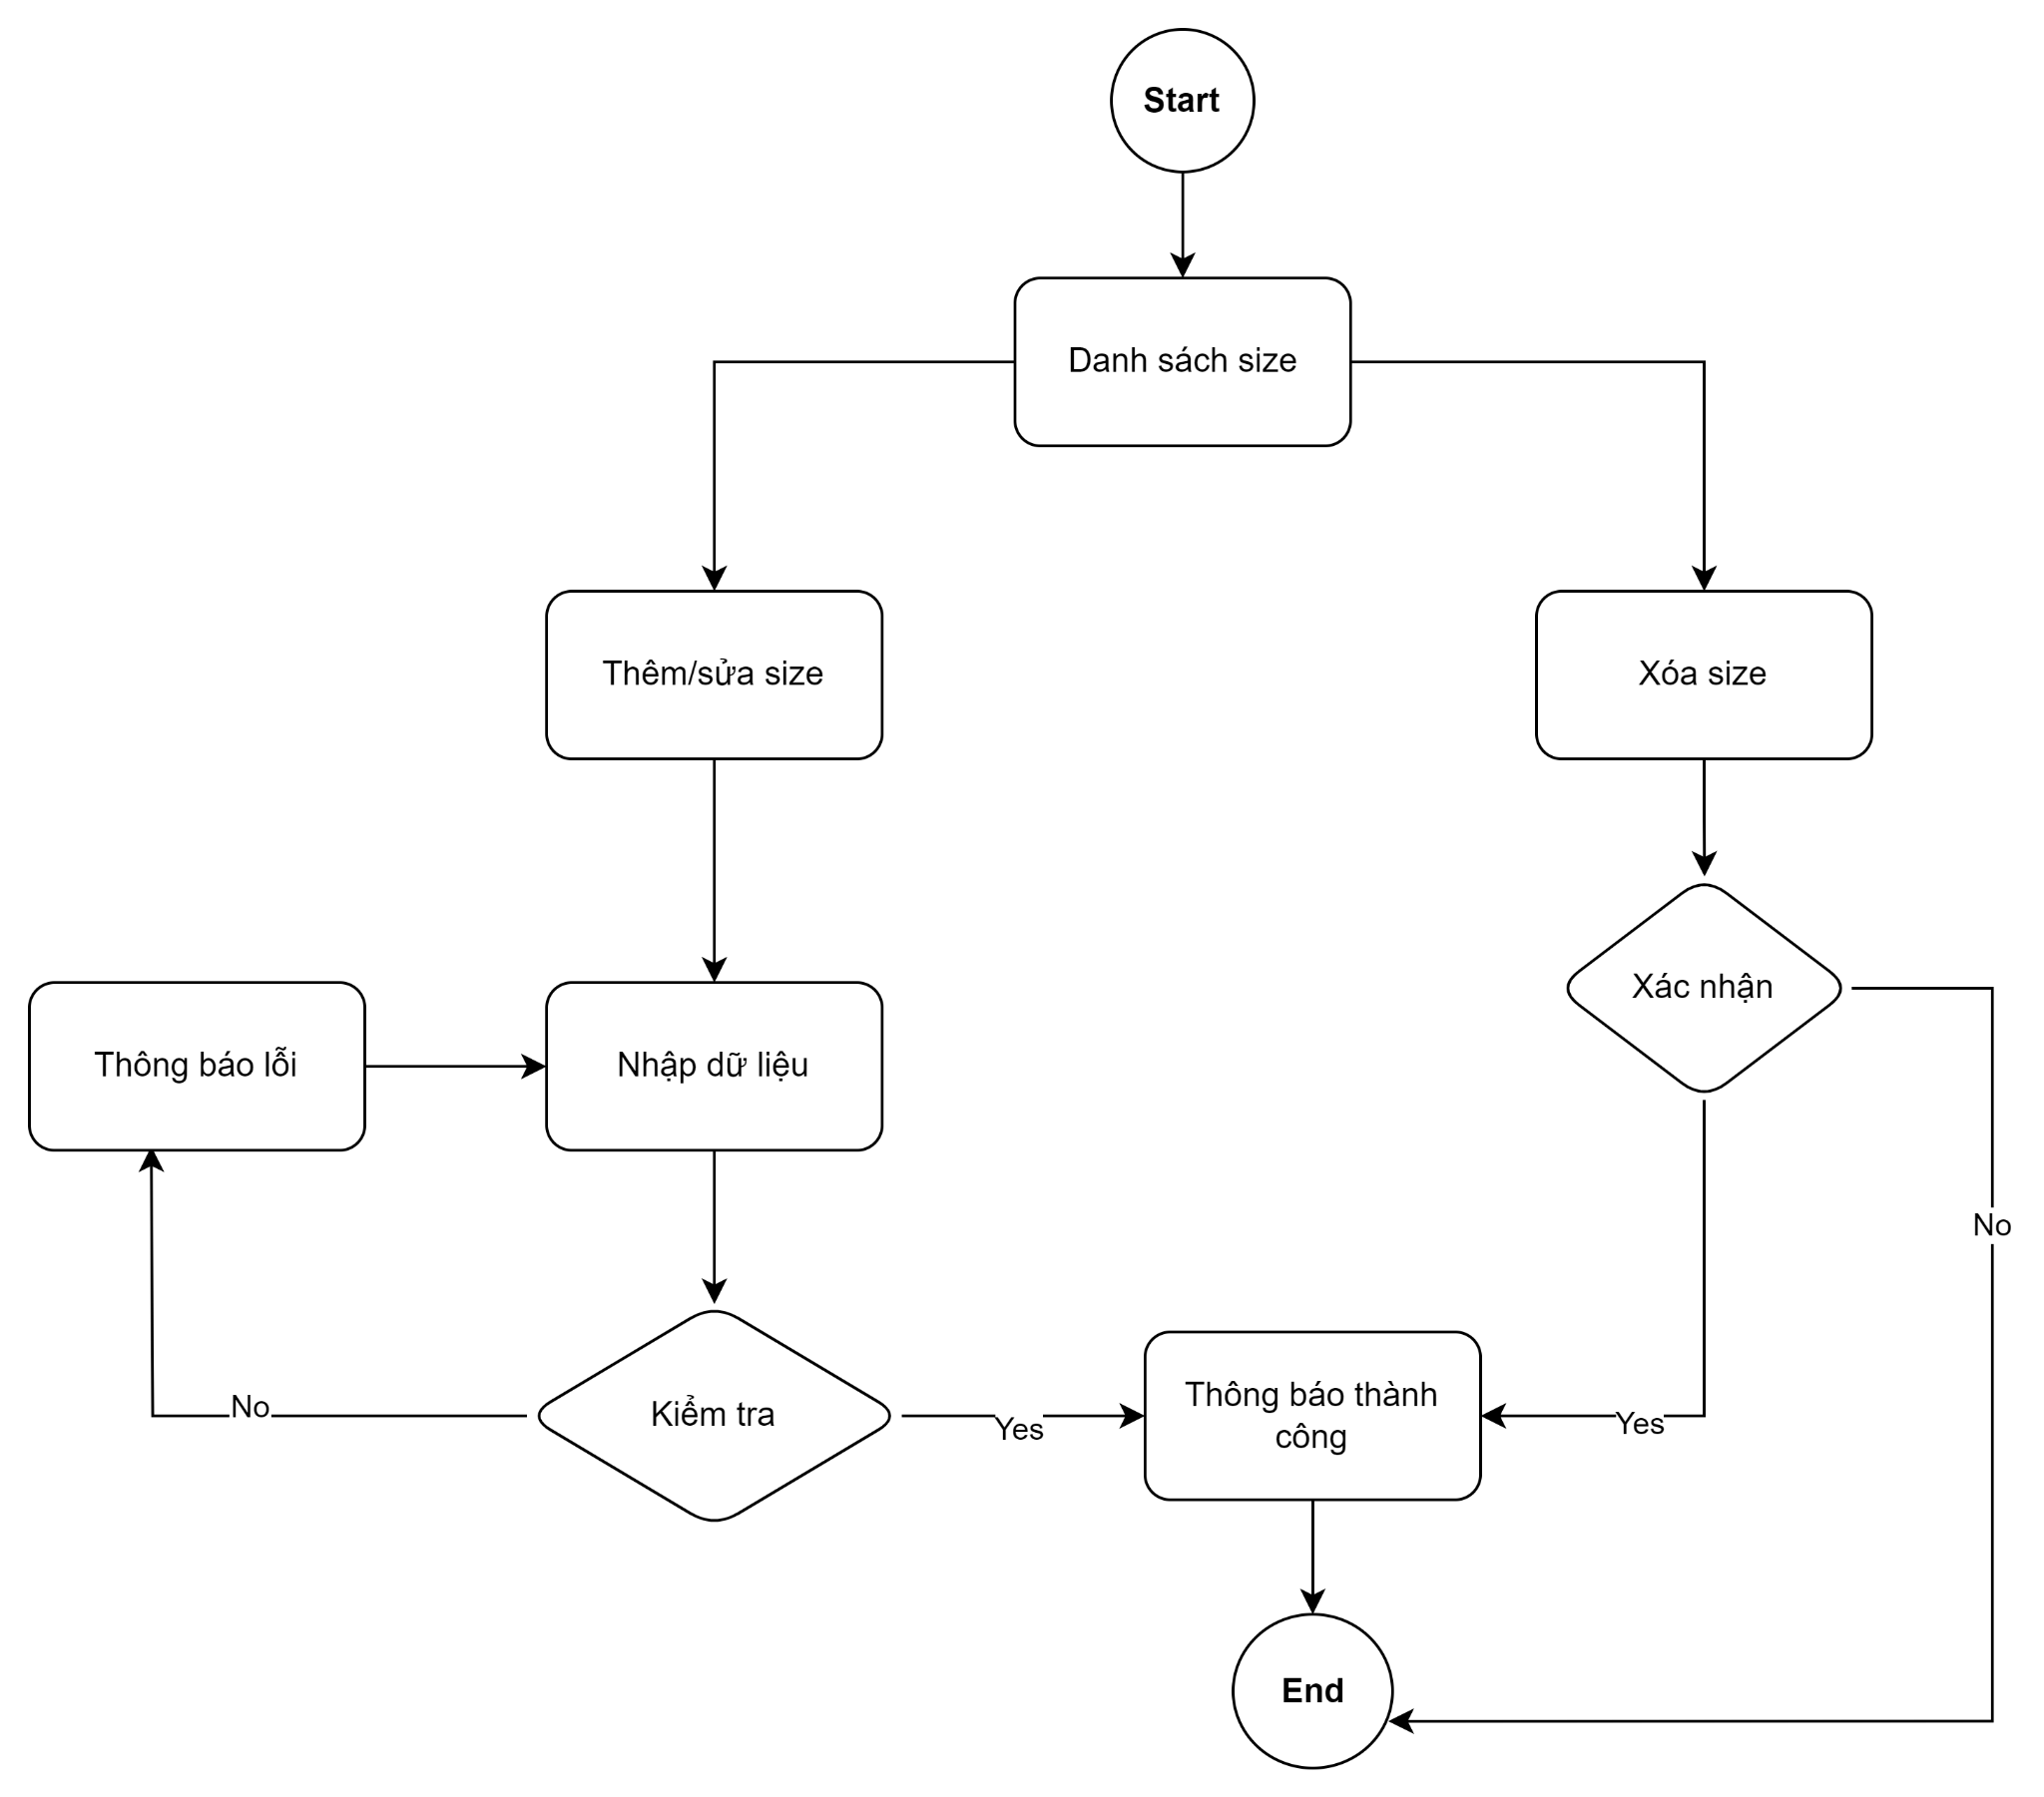 Start
Danh sách size
Thêm/sửa size
Xóa size
Xác nhận
Thông báo lỗi
Nhập dữ liệu
No
Kiểm tra
Thông báo thành
công
No
Yes
Yes
End